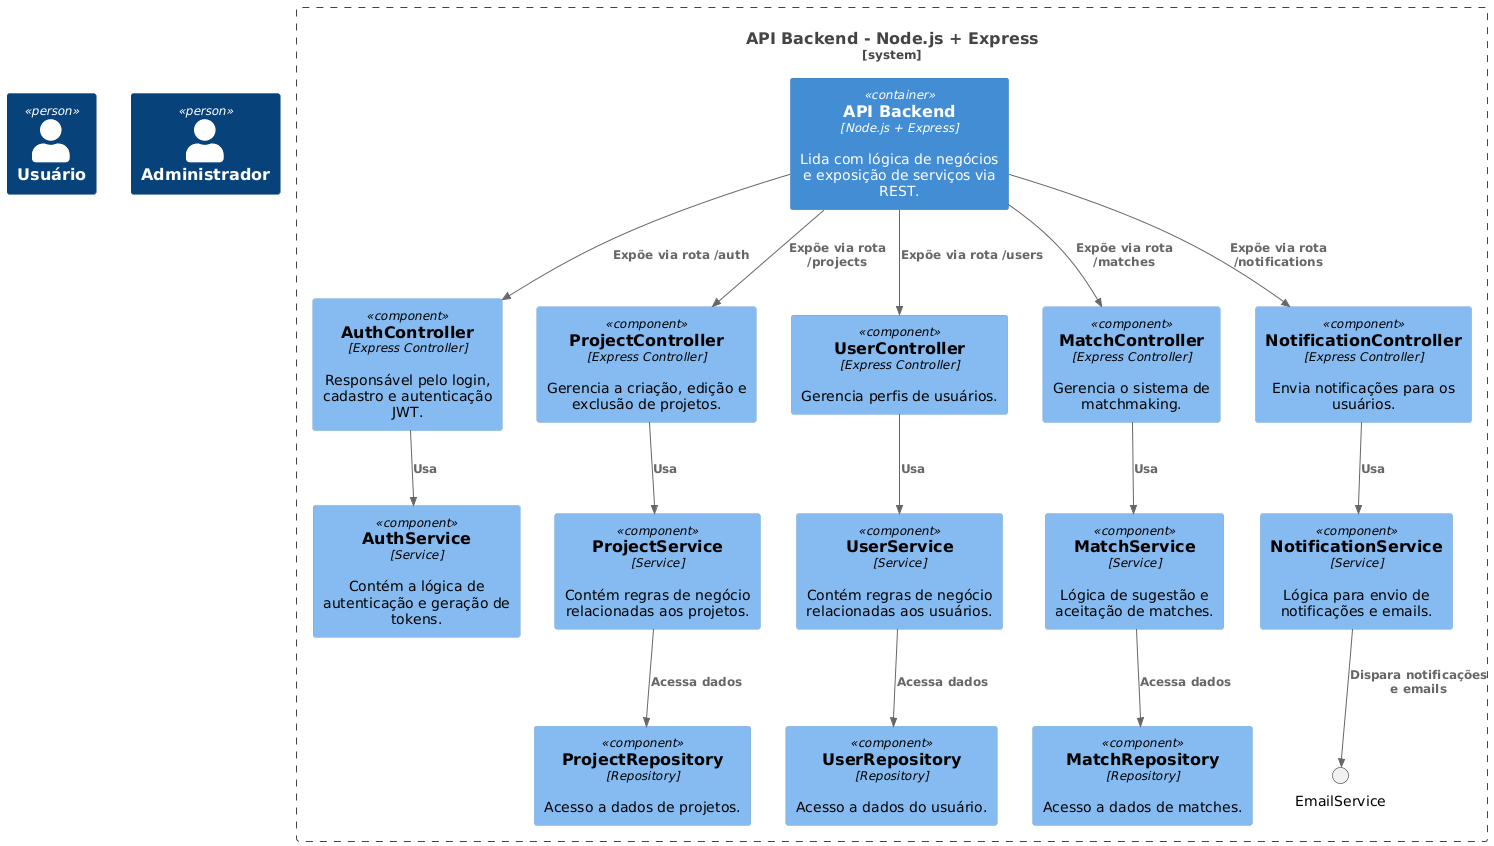 API Backend - Node.js + Express
[system]
«person»
Usuário
«person»
Administrador
«container»
API Backend
[Node.js + Express]
Lida com lógica de negócios
e exposição de serviços via
REST.
Expõe via rota /auth
Expõe via rota
/projects
Expõe via rota /users
Expõe via rota
/matches
Expõe via rota
/notifications
«component»
AuthController
[Express Controller]
Responsável pelo login,
cadastro e autenticação
JWT.
«component»
ProjectController
[Express Controller]
Gerencia a criação, edição e
exclusão de projetos.
«component»
UserController
[Express Controller]
Gerencia perfis de usuários.
«component»
MatchController
[Express Controller]
Gerencia o sistema de
matchmaking.
«component»
NotificationController
[Express Controller]
Envia notificações para os
usuários.
Usa
Usa
Usa
Usa
Usa
«component»
AuthService
[Service]
Contém a lógica de
autenticação e geração de
tokens.
«component»
ProjectService
[Service]
Contém regras de negócio
relacionadas aos projetos.
«component»
UserService
[Service]
Contém regras de negócio
relacionadas aos usuários.
«component»
MatchService
[Service]
Lógica de sugestão e
aceitação de matches.
«component»
NotificationService
[Service]
Lógica para envio de
notificações e emails.
Acessa dados
Acessa dados
Acessa dados
Dispara notificações
e emails
«component»
ProjectRepository
[Repository]
Acesso a dados de projetos.
«component»
UserRepository
[Repository]
Acesso a dados do usuário.
«component»
MatchRepository
[Repository]
Acesso a dados de matches.
EmailService